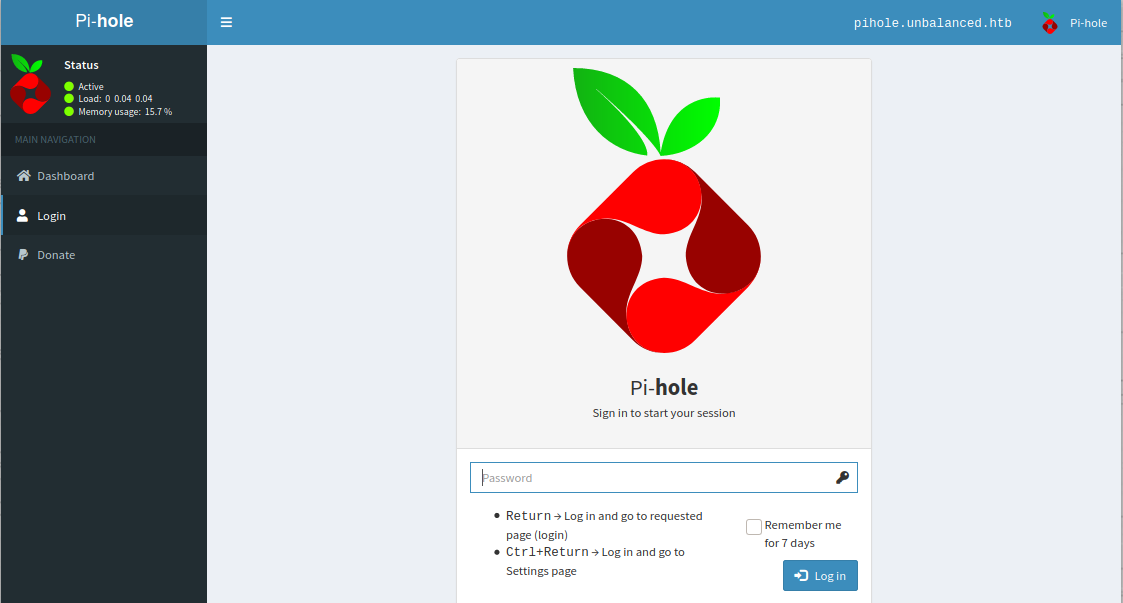 Pi-hole
pihole.unbalanced.htb
Pi-hole
Status
Active
Load: 0 0.04 0.04
Memory usage: 15.7 %
MAIN NAVIGATION
Dashboard
Login
Donate
Pi-hole
Sign in to start your session
Password
Return → Log in and go to requested
page (login)
Ctrl+Return → Log in and go to
Settings page
Remember me
for 7 days
Log in